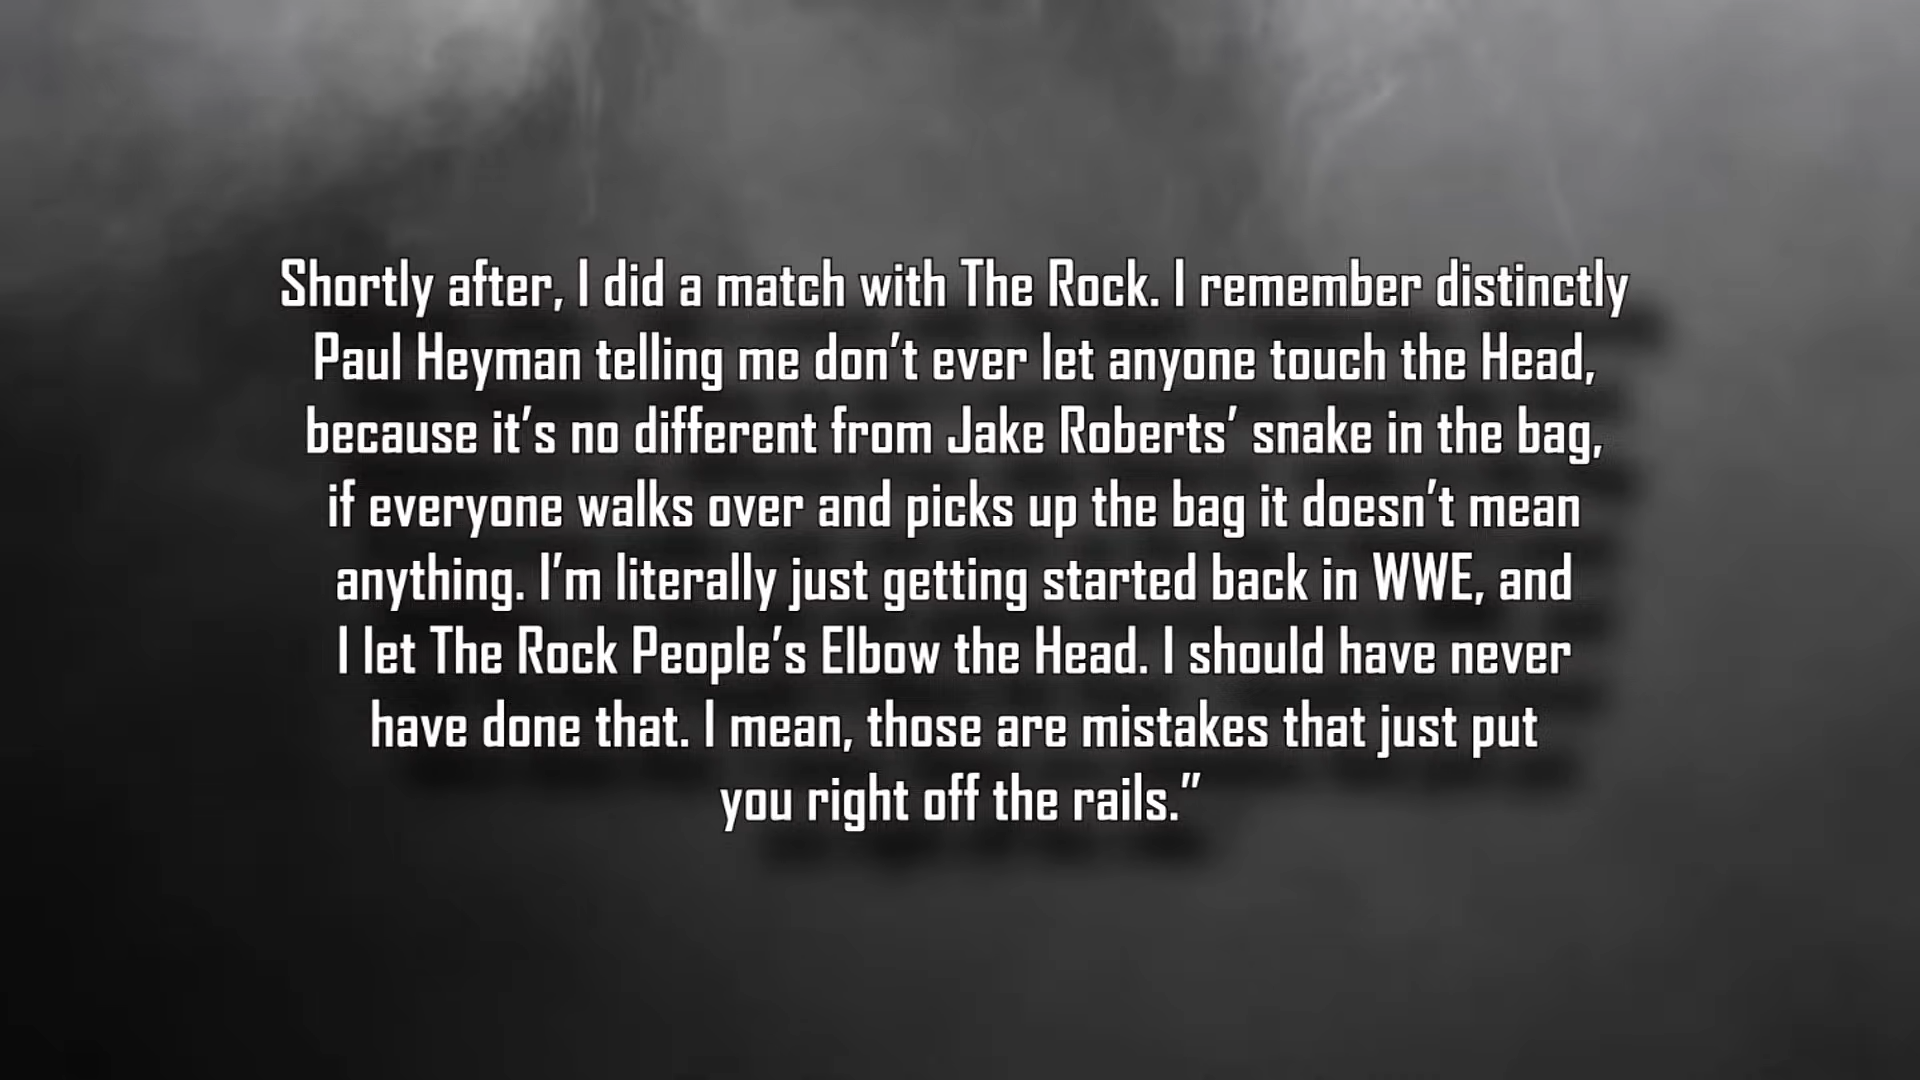 Shortly after, I did a match with The Rock. I remember distinctly
Paul Heyman telling me don’t ever let anyone touch the Head,
because it’s no different from Jake Roberts’ snake in the bag,
if everyone walks over and picks up the bag it doesn’t mean
anything. I’m literally just getting started back in WWE, and
I let The Rock People’s Elbow the Head. I should have never
have done that. I mean, those are mistakes that just put
you right off the rails.”